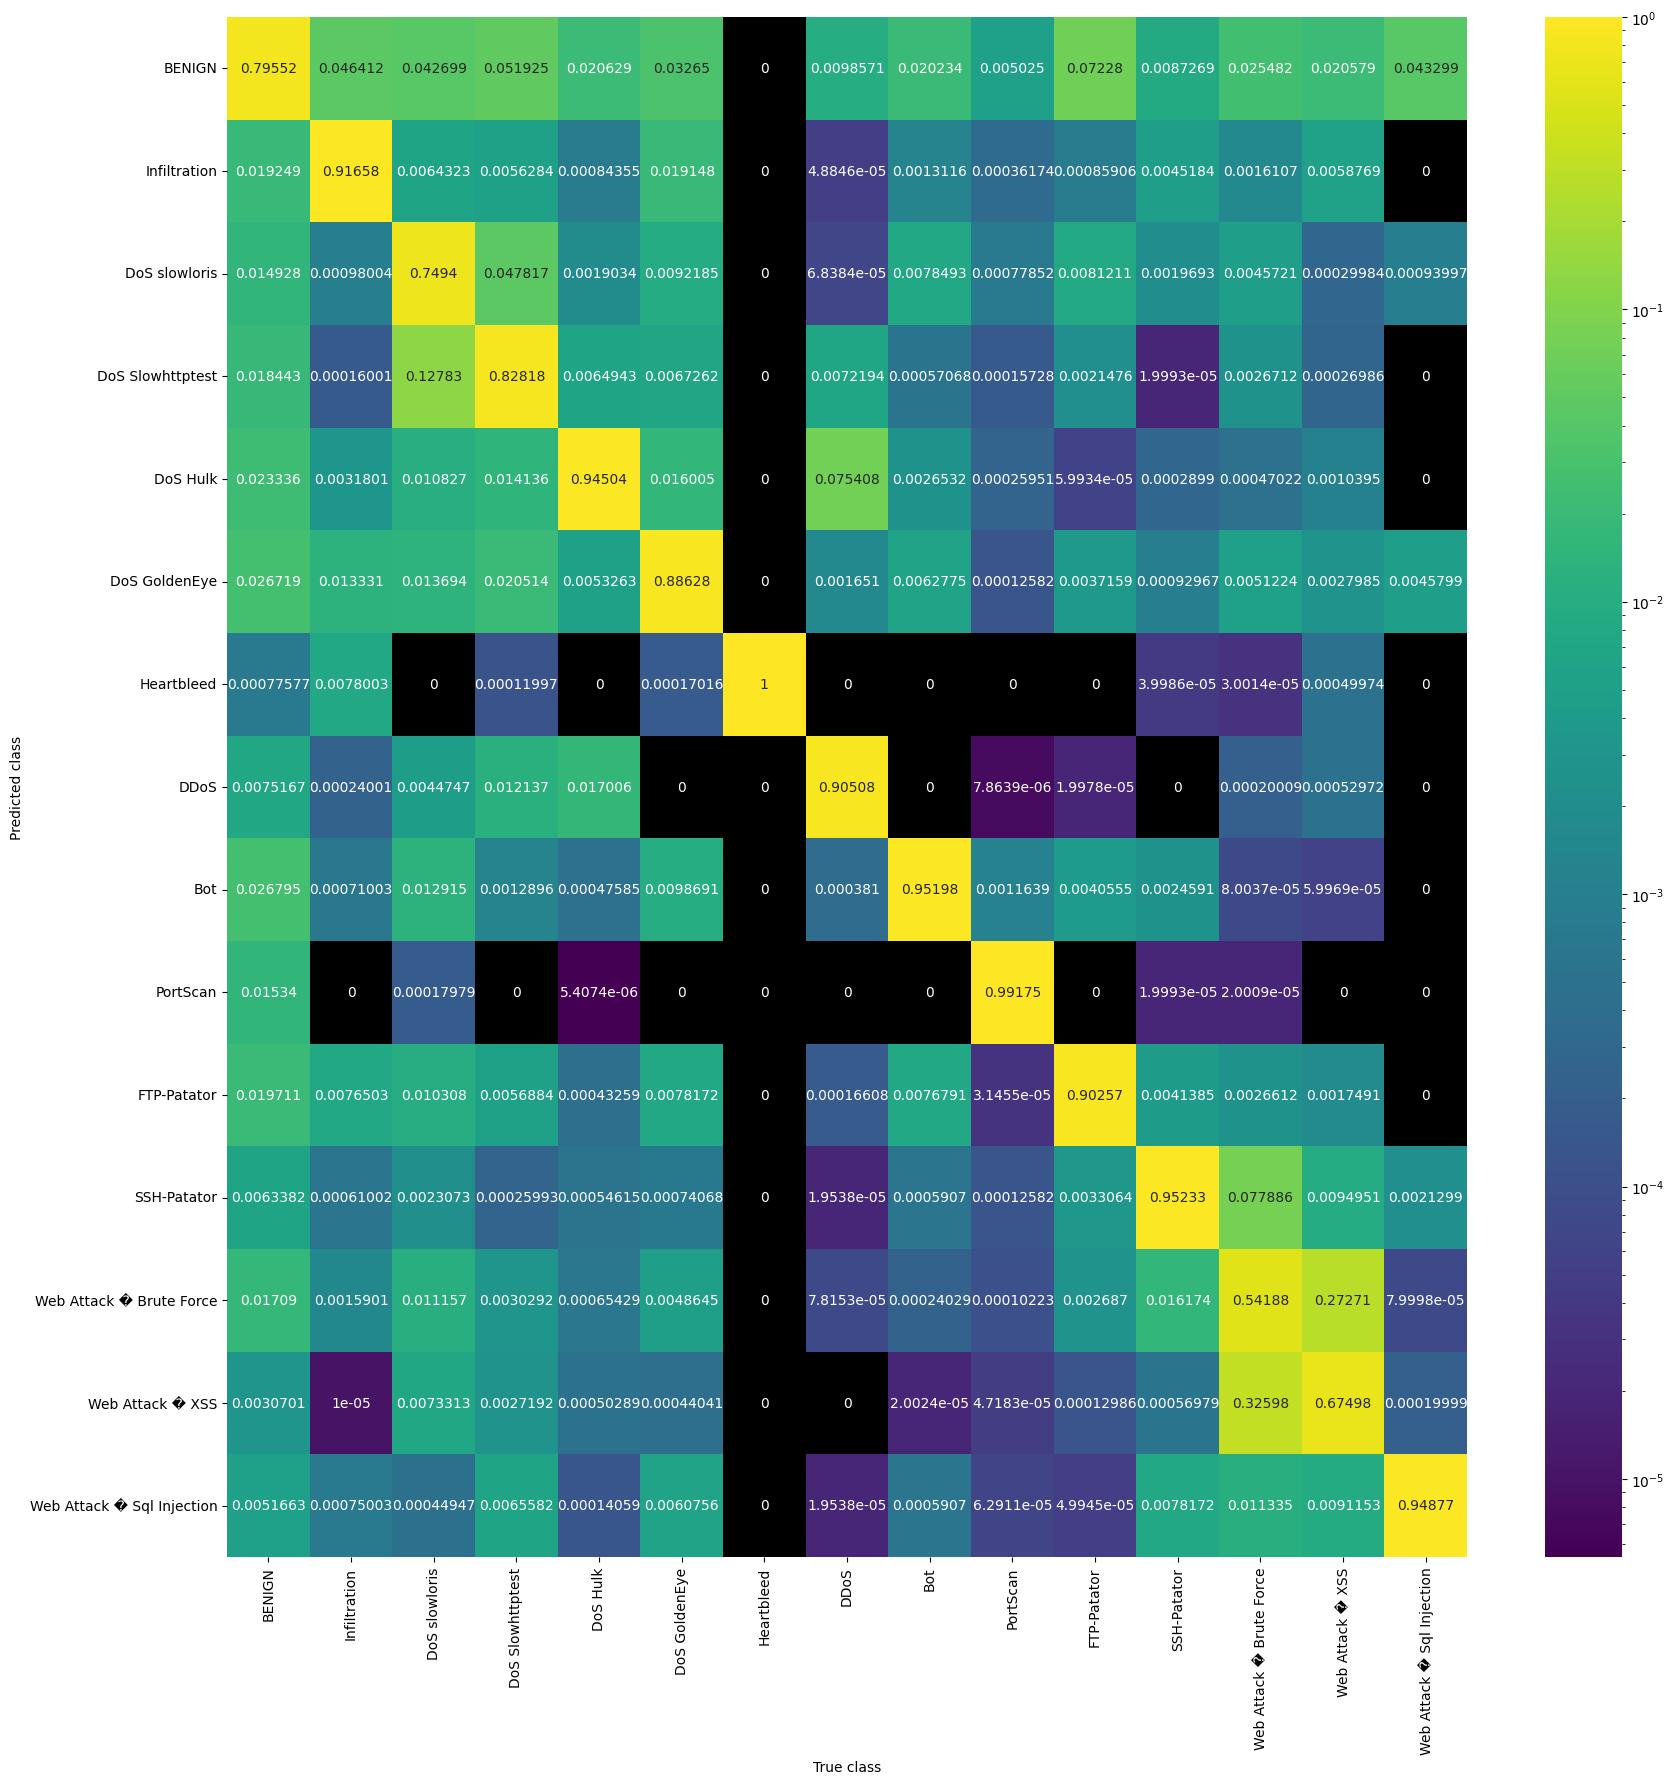 BENIGN 0.79552 0.046412 0.042699 0.051925 0.020629 0.03265 0 0.0098571 0.020234 0.005025 0.07228 0.0087269 0.025482 0.020579 0.043299
Infiltration 0.019249 0.91658 0.0064323 0.0056284 0.00084355 0.019148 0 4.8846e-05 0.0013116 0.00036174 0.00085906 0.0045184 0.0016107 0.0058769 0
DoS slowloris 0.014928 0.00098004 0.7494 0.047817 0.0019034 0.0092185 0 6.8384e-05 0.0078493 0.00077852 0.0081211 0.0019693 0.0045721 0.00029984 0.00093997
DoS Slowhttptest 0.018443 0.00016001 0.12783 0.82818 0.0064943 0.0067262 0 0.0072194 0.00057068 0.00015728 0.0021476 1.9993e-05 0.0026712 0.00026986 0
DoS Hulk 0.023336 0.0031801 0.010827 0.014136 0.94504 0.016005 0 0.075408 0.0026532 0.00025951 5.9934e-05 0.0002899 0.00047022 0.0010395 0
DoS GoldenEye 0.026719 0.013331 0.013694 0.020514 0.0053263 0.88628 0 0.001651 0.0062775 0.00012582 0.0037159 0.00092967 0.0051224 0.0027985 0.0045799
Heartbleed 0.00077577 0.0078003 0 0.00011997 0 0.00017016 1 0 0 0 0 3.9986e-05 3.0014e-05 0.00049974 0
DDoS 0.0075167 0.00024001 0.0044747 0.012137 0.017006 0 0 0.90508 0 7.8639e-06 1.9978e-05 0 0.00020009 0.00052972 0
Bot 0.026795 0.00071003 0.012915 0.0012896 0.00047585 0.0098691 0 0.000381 0.95198 0.0011639 0.0040555 0.0024591 8.0037e-05 5.9969e-05 0
PortScan 0.01534 0 0.00017979 0 5.4074e-06 0 0 0 0 0.99175 0 1.9993e-05 2.0009e-05 0 0
FTP-Patator 0.019711 0.0076503 0.010308 0.0056884 0.00043259 0.0078172 0 0.00016608 0.0076791 3.1455e-05 0.90257 0.0041385 0.0026612 0.0017491 0
SSH-Patator 0.0063382 0.00061002 0.0023073 0.00025993 0.00054615 0.00074068 0 1.9538e-05 0.0005907 0.00012582 0.0033064 0.95233 0.077886 0.0094951 0.0021299
Web Attack � Brute Force 0.01709 0.0015901 0.011157 0.0030292 0.00065429 0.0048645 0 7.8153e-05 0.00024029 0.00010223 0.002687 0.016174 0.54188 0.27271 7.9998e-05
Web Attack � XSS 0.0030701 1e-05 0.0073313 0.0027192 0.00050289 0.00044041 0 0 2.0024e-05 4.7183e-05 0.00012986 0.00056979 0.32598 0.67498 0.00019999
Web Attack � Sql Injection 0.0051663 0.00075003 0.00044947 0.0065582 0.00014059 0.0060756 0 1.9538e-05 0.0005907 6.2911e-05 4.9945e-05 0.0078172 0.011335 0.0091153 0.94877
BENIGN
Infiltration
DoS slowloris
DoS Slowhttptest
DoS Hulk
DoS GoldenEye
Heartbleed
DDoS
Bot
PortScan
FTP-Patator
SSH-Patator
Web Attack � Brute Force
Web Attack � XSS
Web Attack � Sql Injection
True class
Predicted class
10⁰
10⁻¹
10⁻²
10⁻³
10⁻⁴
10⁻⁵